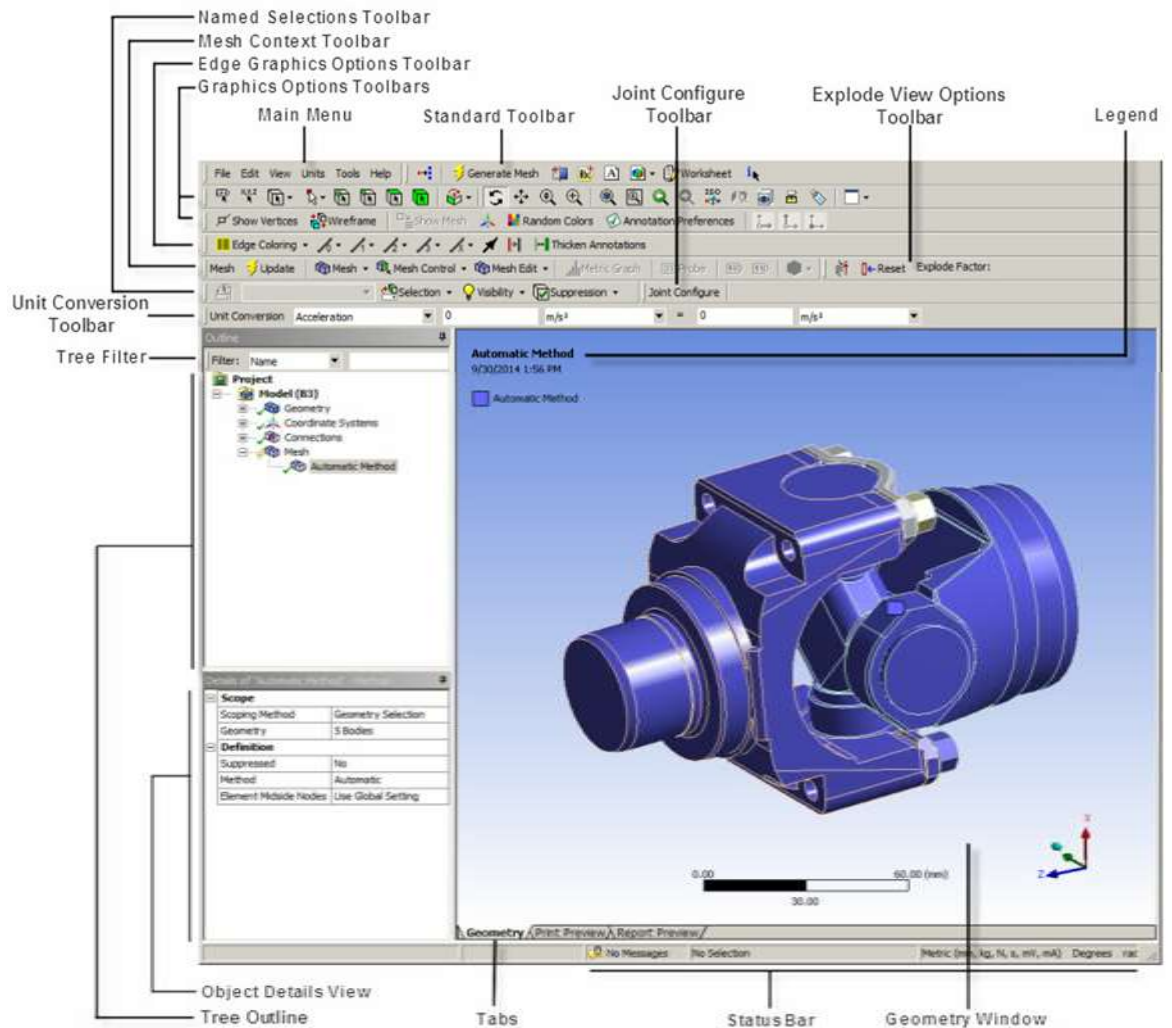 Named Selections Toolbar
Mesh Context Toolbar
Edge Graphics Options Toolbar
Graphics Options Toolbars
Main Menu
Standard Toolbar
Joint Configure
Toolbar
Explode View Options
Toolbar
Legend
File Edit View Units Tools Help Generate Mesh A Worksheet
ISO
Show Vertices Wireframe Show Mesh Random Colors Annotation Preferences
Edge Coloring Thicken Annotations
Mesh Update Mesh Mesh Control Mesh Edit Metric Graph Probe Reset Explode Factor:
Selection Visibility Suppression Joint Configure
Unit Conversion
Toolbar
Unit Conversion Acceleration 0 m/s² = 0 m/s²
Outline
Tree Filter
Filter: Name
Project
Model (B3)
Geometry
Coordinate Systems
Connections
Mesh
Automatic Method
Automatic Method
9/30/2014 1:56 PM
Automatic Method
Details of "Automatic Method" - Method
Scope
Scoping Method Geometry Selection
Geometry 5 Bodies
Definition
Suppressed No
Method Automatic
Element Midside Nodes Use Global Setting
X
Z
0.00 60.00 (mm)
30.00
Geometry Print Preview Report Preview
No Messages No Selection Metric (mm, kg, N, s, mV, mA) Degrees
Object Details View
Tree Outline
Tabs
Status Bar
Geometry Window